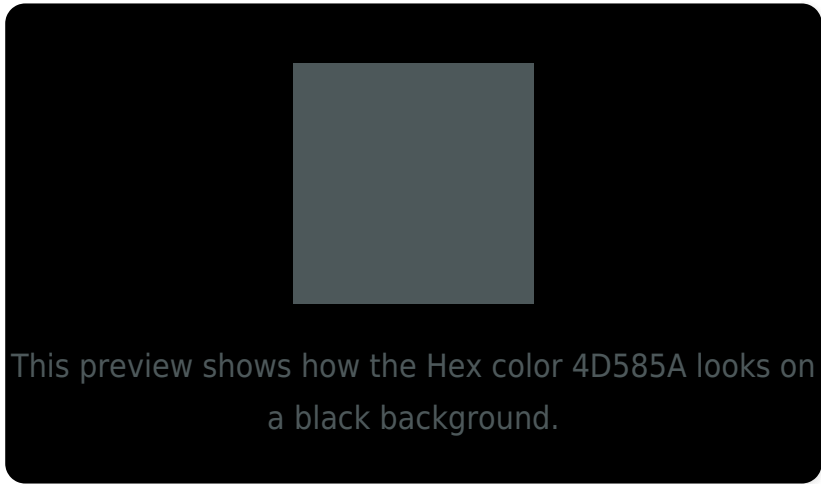 This preview shows how the Hex color 4D585A looks on
a black background.